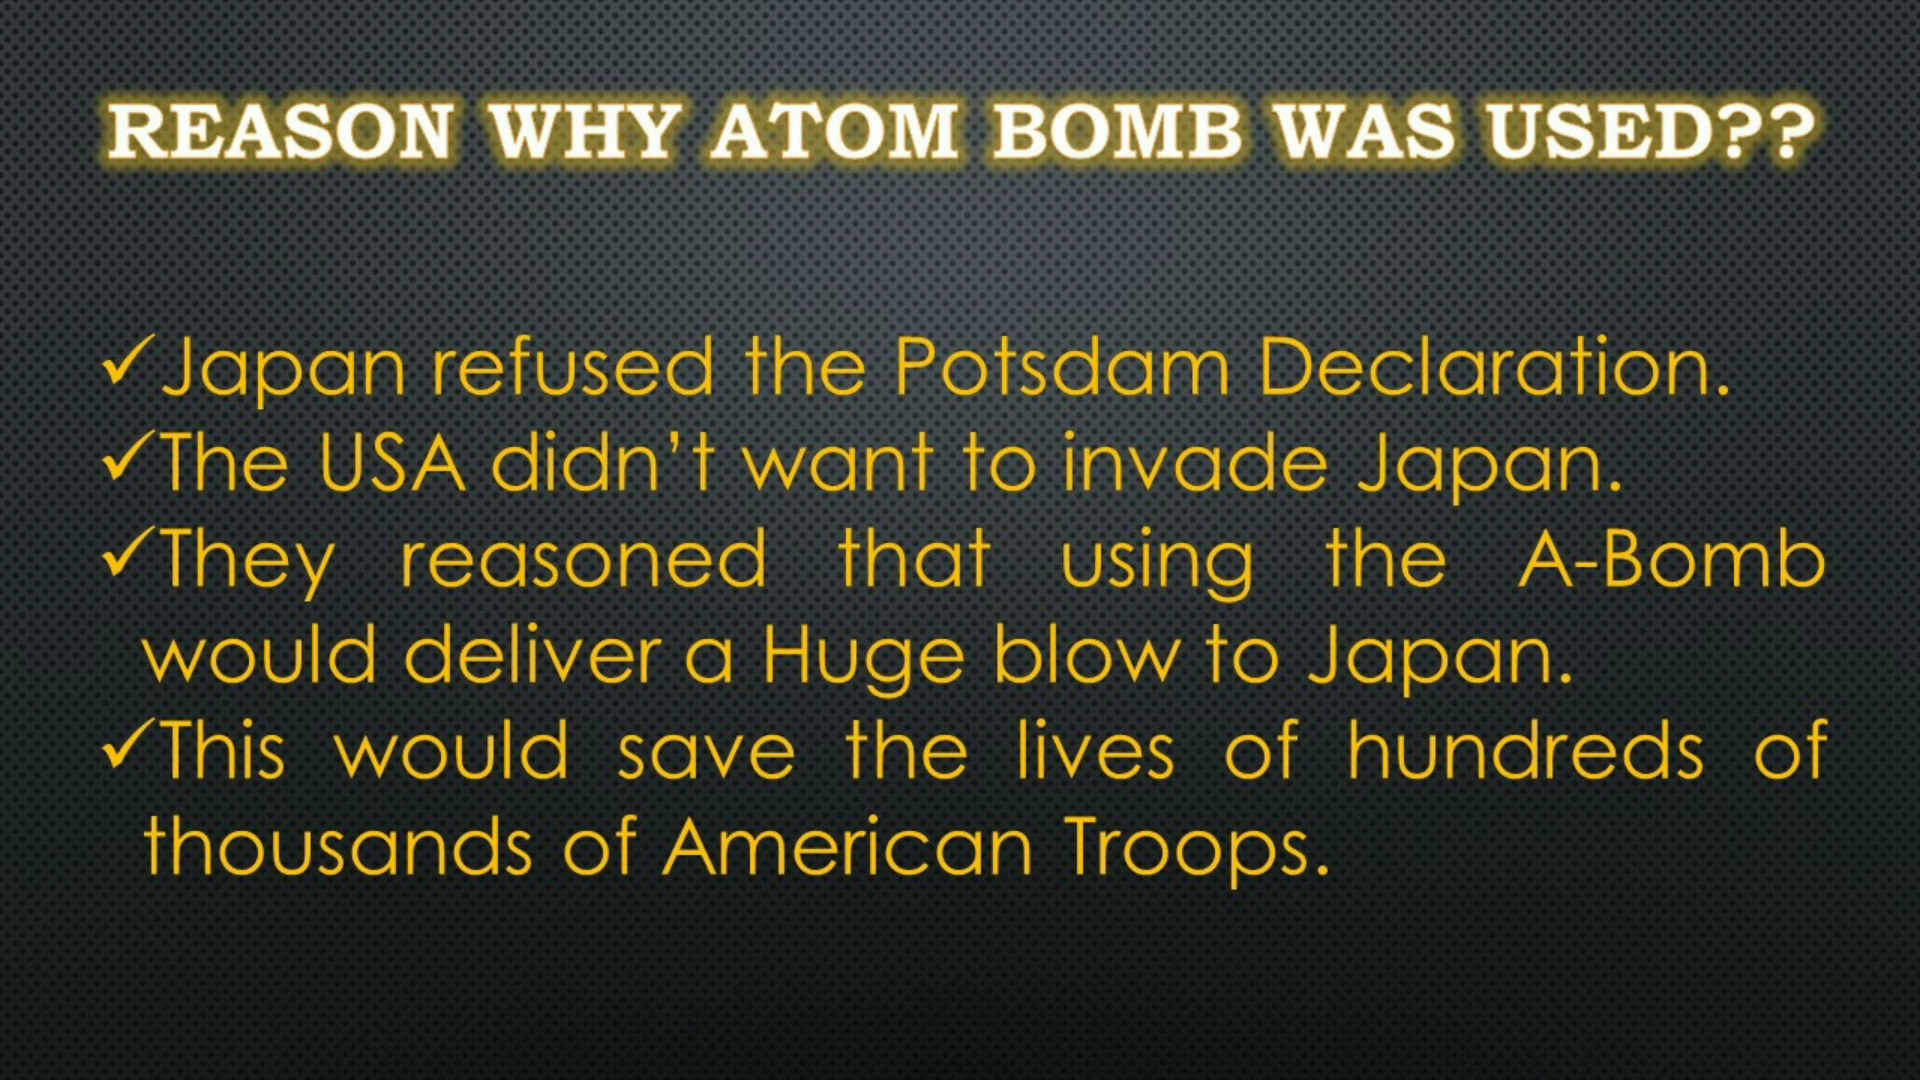 REASON WHY ATOM BOMB WAS USED??
✓Japan refused the Potsdam Declaration.
✓The USA didn’t want to invade Japan.
✓They reasoned that using the A-Bomb
would deliver a Huge blow to Japan.
✓This would save the lives of hundreds of
thousands of American Troops.